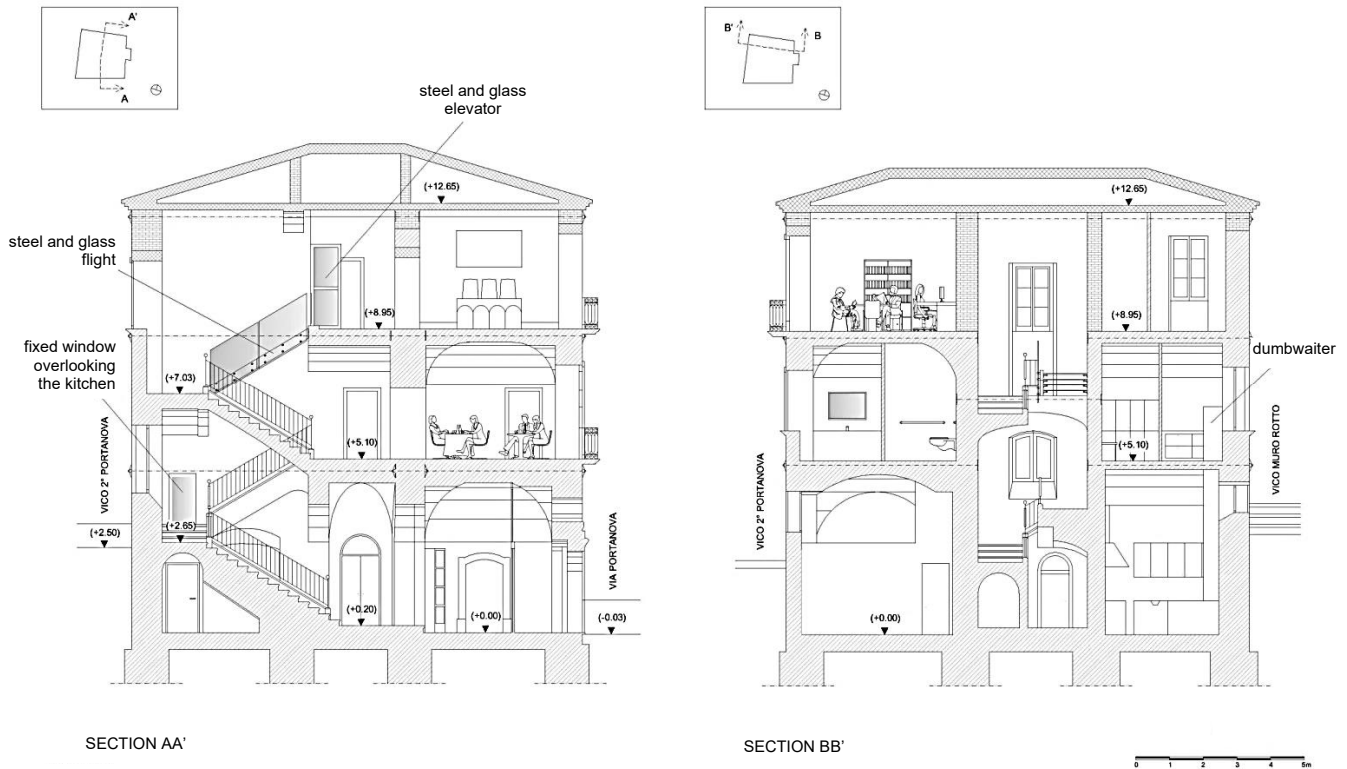 A'
A
steel and glass
elevator
(+12.65)
steel and glass
flight
(+8.95)
fixed window
overlooking
the kitchen
(+7.03)
(+5.10)
VICO 2° PORTANOVA
(+2.65)
(+2.50)
(+0.20)
(+0.00)
(-0.03)
VIA PORTANOVA
SECTION AA’
B'
B
(+12.65)
(+8.95)
dumbwaiter
(+5.10)
VICO 2° PORTANOVA
VICO MURO ROTTO
(+0.00)
SECTION BB’
0 1 2 3 4 5m